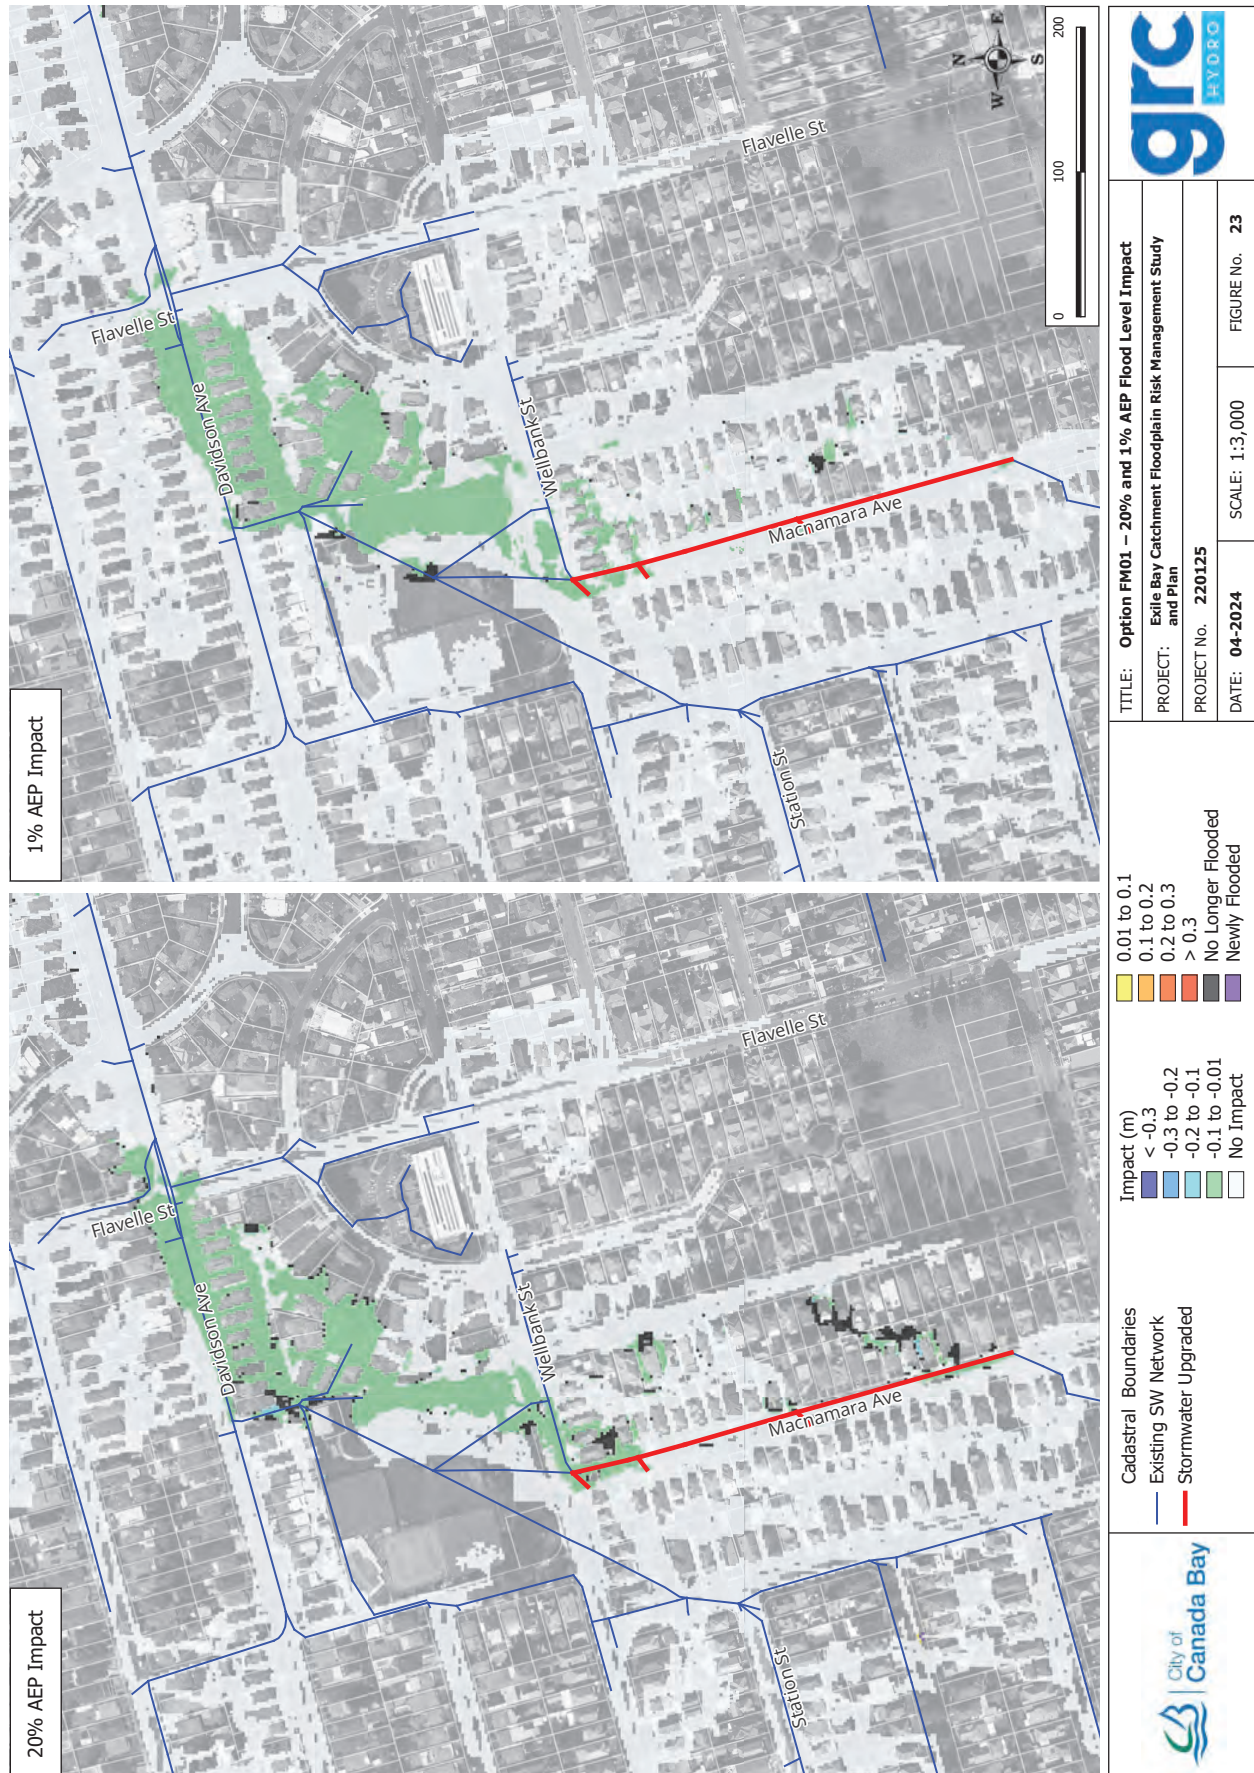 20% AEP Impact
Flavelle St
Davidson Ave
Wellbank St
Flavelle St
Macnamara Ave
Station St
1% AEP Impact
Flavelle St
Davidson Ave
Wellbank St
Flavelle St
Macnamara Ave
Station St
N
W
E
S
0
100
200
City of
Canada Bay
Cadastral Boundaries
Existing SW Network
Stormwater Upgraded
Impact (m)
< -0.3
-0.3 to -0.2
-0.2 to -0.1
-0.1 to -0.01
No Impact
0.01 to 0.1
0.1 to 0.2
0.2 to 0.3
> 0.3
No Longer Flooded
Newly Flooded
TITLE: Option FM01 – 20% and 1% AEP Flood Level Impact
PROJECT: Exile Bay Catchment Floodplain Risk Management Study
and Plan
PROJECT No. 220125
DATE: 04-2024
SCALE: 1:3,000
FIGURE No. 23
grc
HYDRO